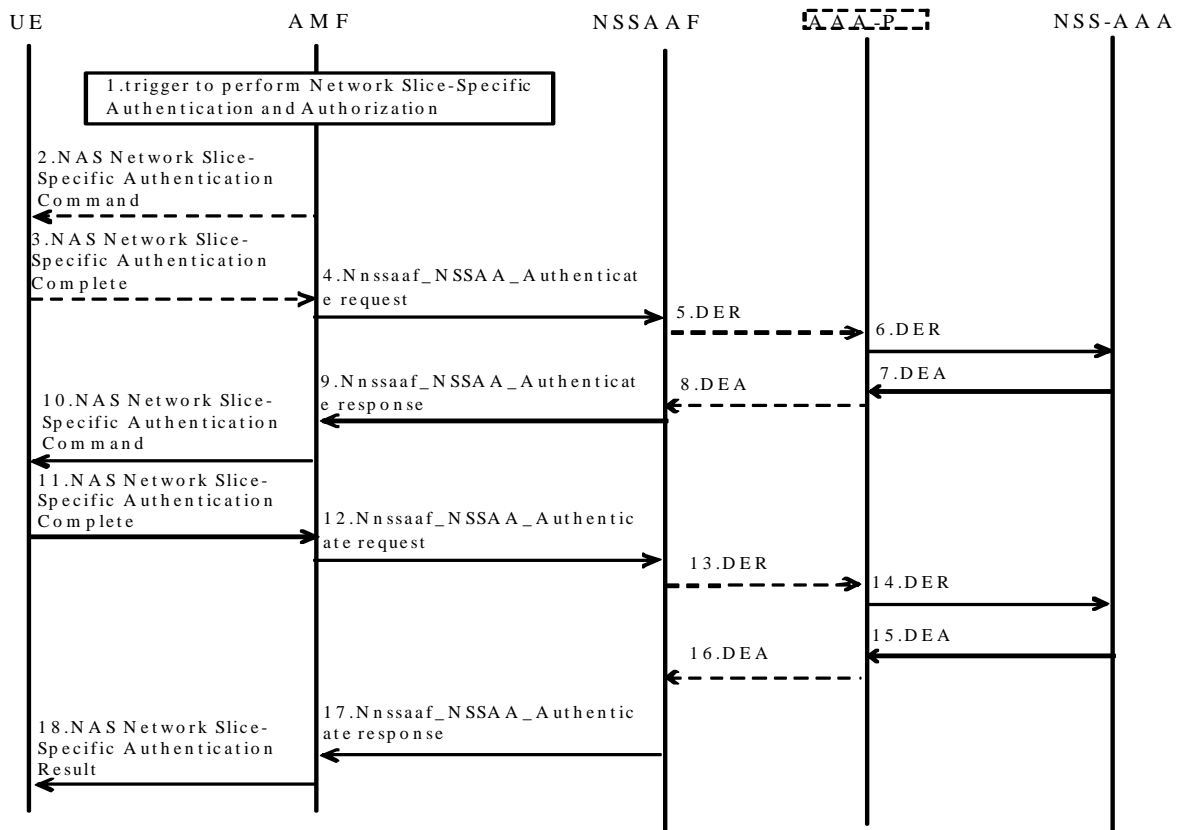 UE
AMF
NSSAAF
AAA-P
NSS-AAA
1.trigger to perform Network Slice-Specific
Authentication and Authorization
2.NAS Network Slice-
Specific Authentication
Command
3.NAS Network Slice-
Specific Authentication
Complete
4.Nnssaaf_NSSAA_Authenticat
e request
5.DER
6.DER
7.DEA
8.DEA
9.Nnssaaf_NSSAA_Authenticat
e response
10.NAS Network Slice-
Specific Authentication
Command
11.NAS Network Slice-
Specific Authentication
Complete
12.Nnssaaf_NSSAA_Authentic
ate request
13.DER
14.DER
15.DEA
16.DEA
17.Nnssaaf_NSSAA_Authentic
ate response
18.NAS Network Slice-
Specific Authentication
Result